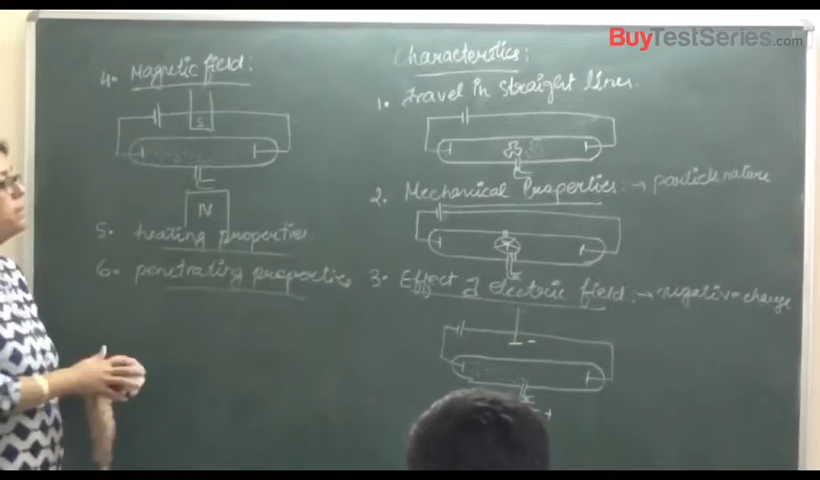 BuyTestSeries.com
Characteristics:
1. Travel in straight lines.
2. Mechanical Properties: → particle nature
3. Effect of electric field: → negative charge
-
+
4. Magnetic field:
S
N
5. heating properties
6. penetrating properties